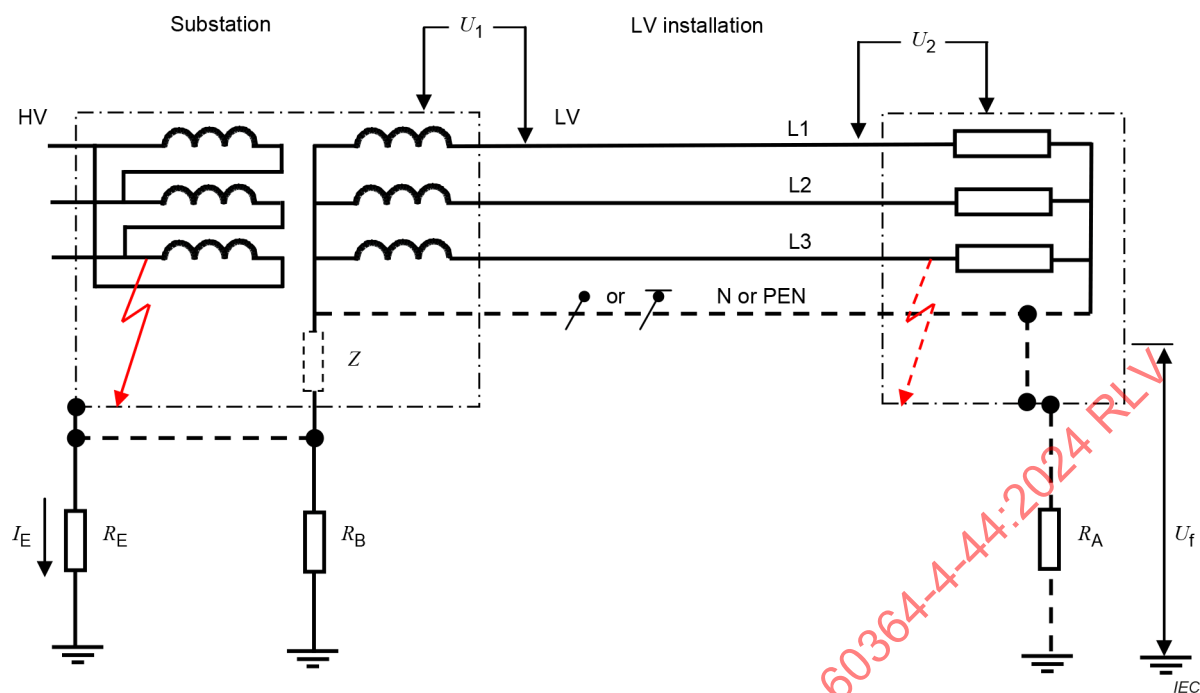 Substation
U1
LV installation
U2
HV
LV
L1
L2
L3
or
N or PEN
Z
IE
RE
RB
RA
Uf
60364-4-44:2024 RLV
IEC